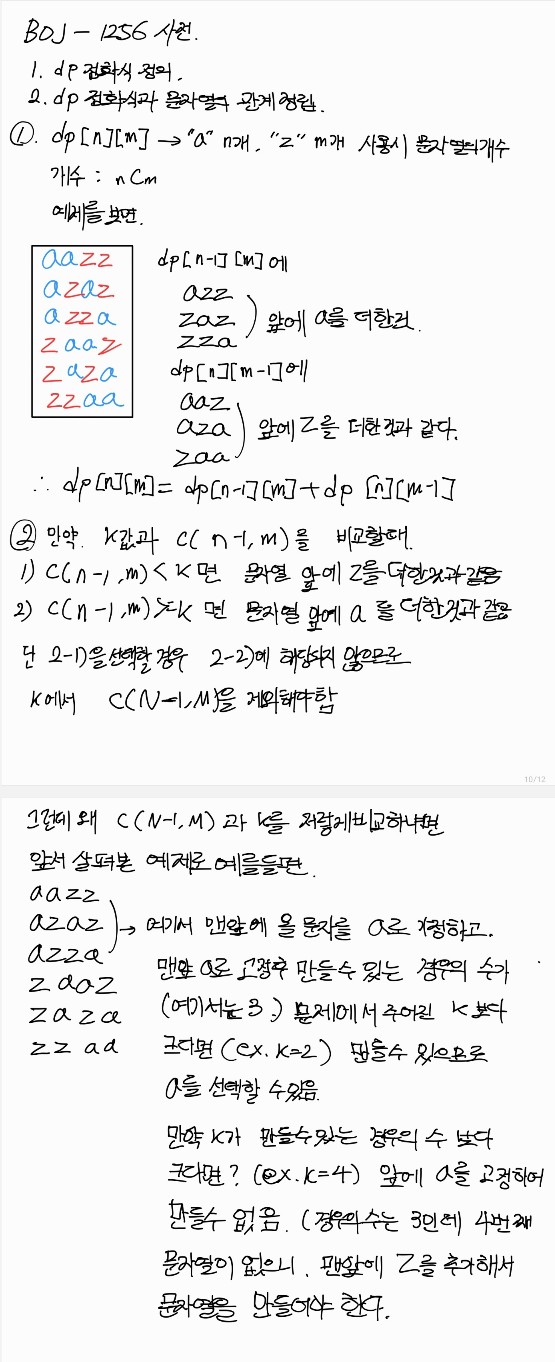 BOJ - 1256 사전.
1. dp 점화식 정의.
2. dp 점화식과 문자열의 관계 정립.
①. dp[n][m] → "a" n개, "z" m개 사용시 문자열의개수
개수 : nCm
예제를 보면.
aazz
azaz
azza
zaaz
zaza
zzaa
dp[n-1][m]에
azz
zaz
zza
앞에 a를 더한것.
dp[n][m-1]에
aaz
aza
zaa
앞에 z를 더한것과 같다.
∴ dp[n][m] = dp[n-1][m] + dp [n][m-1]
② 만약. K값과 C(n-1,m)을 비교할때.
1) C(n-1,m) < K 면 문자열 앞에 z를 더한것과 같음
2) C(n-1,m) >= K 면 문자열 앞에 a 를 더한것과 같음
단 2-1)을 선택할 경우 2-2)에 해당되지 않으므로
K에서 C(N-1,M)을 제외해야함
10/12
그런데 왜 C(N-1,M) 과 k를 저렇게비교하냐면
앞서 살펴본 예제로 예를들면.
aazz
azaz
azza
zaaz
zaza
zzaa
→ 여기서 맨앞에 올 문자를 a로 지정하고.
맨앞 a로 고정후 만들수 있는 경우의 수가
(여기서는 3.) 문제에서 주어진 K 보다
크다면 (ex. K=2) 만들수 있으므로
a를 선택할 수있음.
만약 K가 만들수있는 경우의 수 보다
크다면? (ex. K=4) 앞에 a를 고정하여
만들수 없음. (경우의수는 3인데 4번째
문자열이 없으니, 맨앞에 z를 추가해서
문자열을 만들어야 한다.